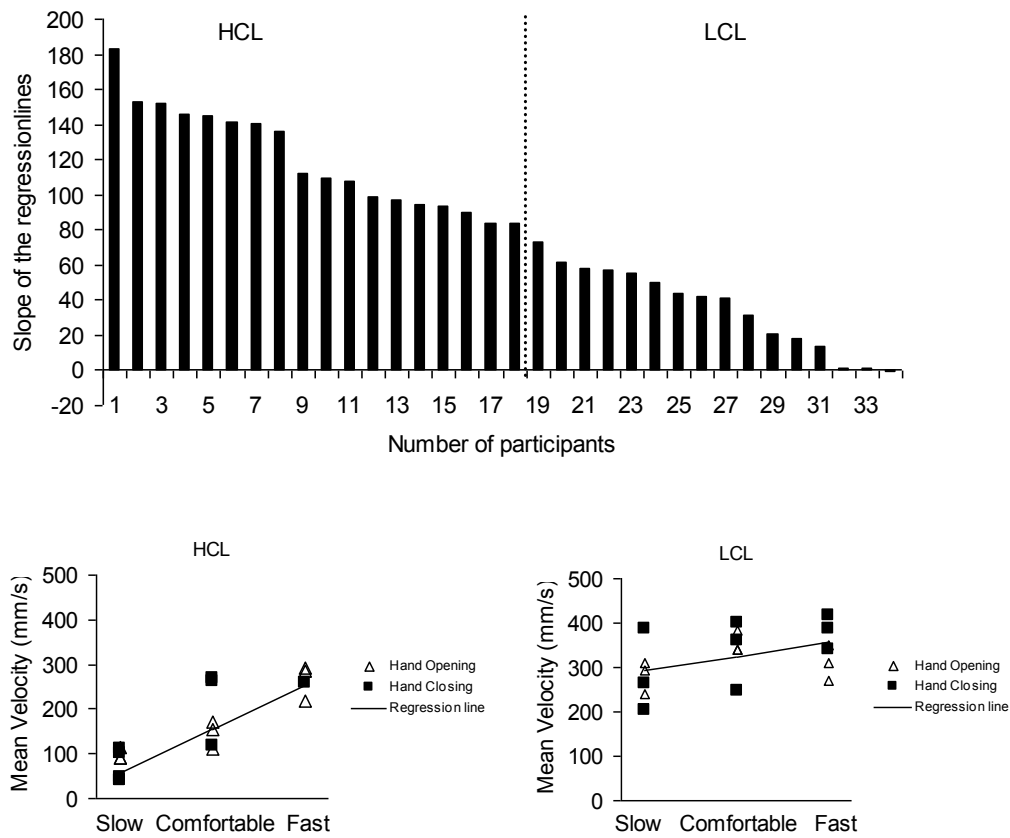 HCL
LCL
Slope of the regressionlines
200
180
160
140
120
100
80
60
40
20
0
-20
1 3 5 7 9 11 13 15 17 19 21 23 25 27 29 31 33
Number of participants
HCL
Mean Velocity (mm/s)
500
400
300
200
100
0
Slow Comfortable Fast
Hand Opening
Hand Closing
Regression line
LCL
Mean Velocity (mm/s)
500
400
300
200
100
0
Slow Comfortable Fast
Hand Opening
Hand Closing
Regression line